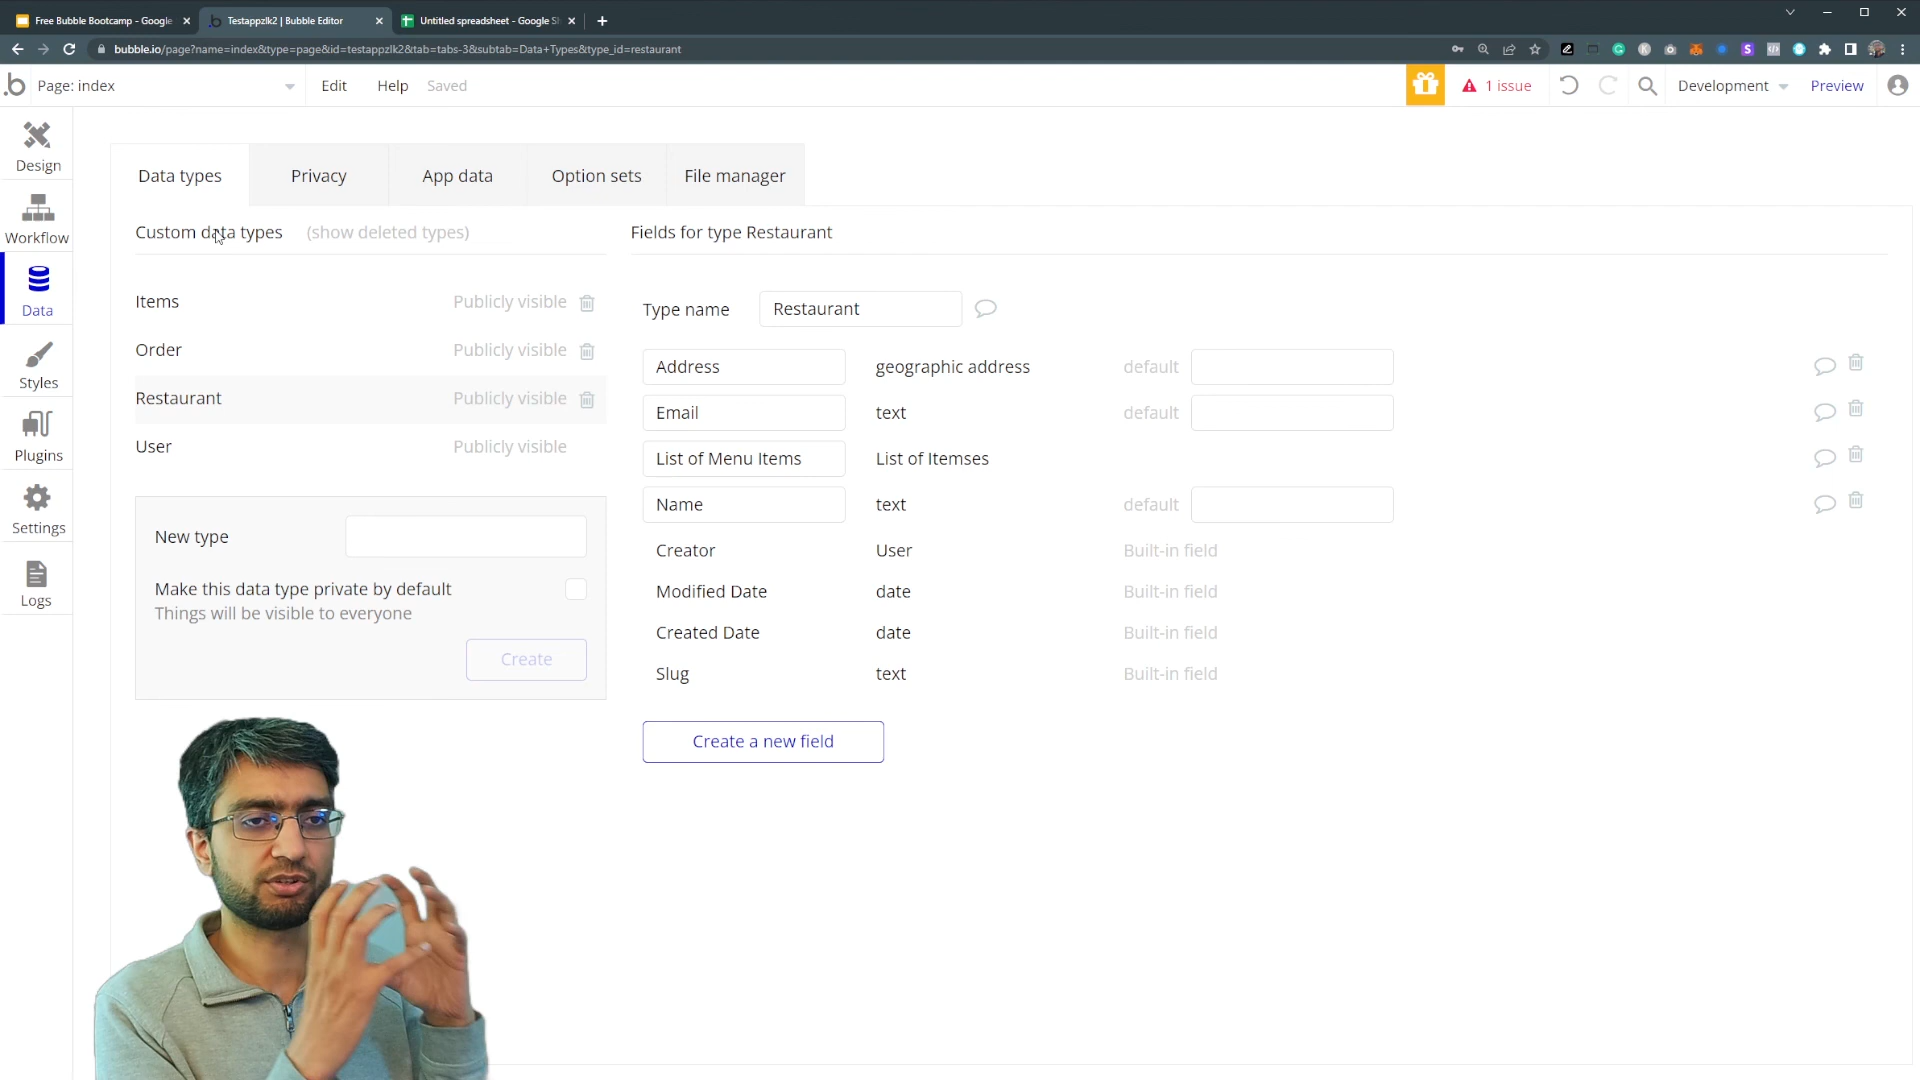 Free Bubble Bootcamp - Google
Testappzlk2 | Bubble Editor
Untitled spreadsheet - Google Sh
bubble.io/page?name=index&type=page&id=testappzlk2&tab=tabs-3&subtab=Data+Types&type_id=restaurant
Page: index
Edit
Help
Saved
1 issue
Development
Preview
Design
Workflow
Data
Styles
Plugins
Settings
Logs
Data types
Privacy
App data
Option sets
File manager
Custom data types
(show deleted types)
Items Publicly visible
Order Publicly visible
Restaurant Publicly visible
User Publicly visible
New type
Make this data type private by default
Things will be visible to everyone
Create
Fields for type Restaurant
Type name Restaurant
Address geographic address default
Email text default
List of Menu Items List of Itemses
Name text default
Creator User Built-in field
Modified Date date Built-in field
Created Date date Built-in field
Slug text Built-in field
Create a new field